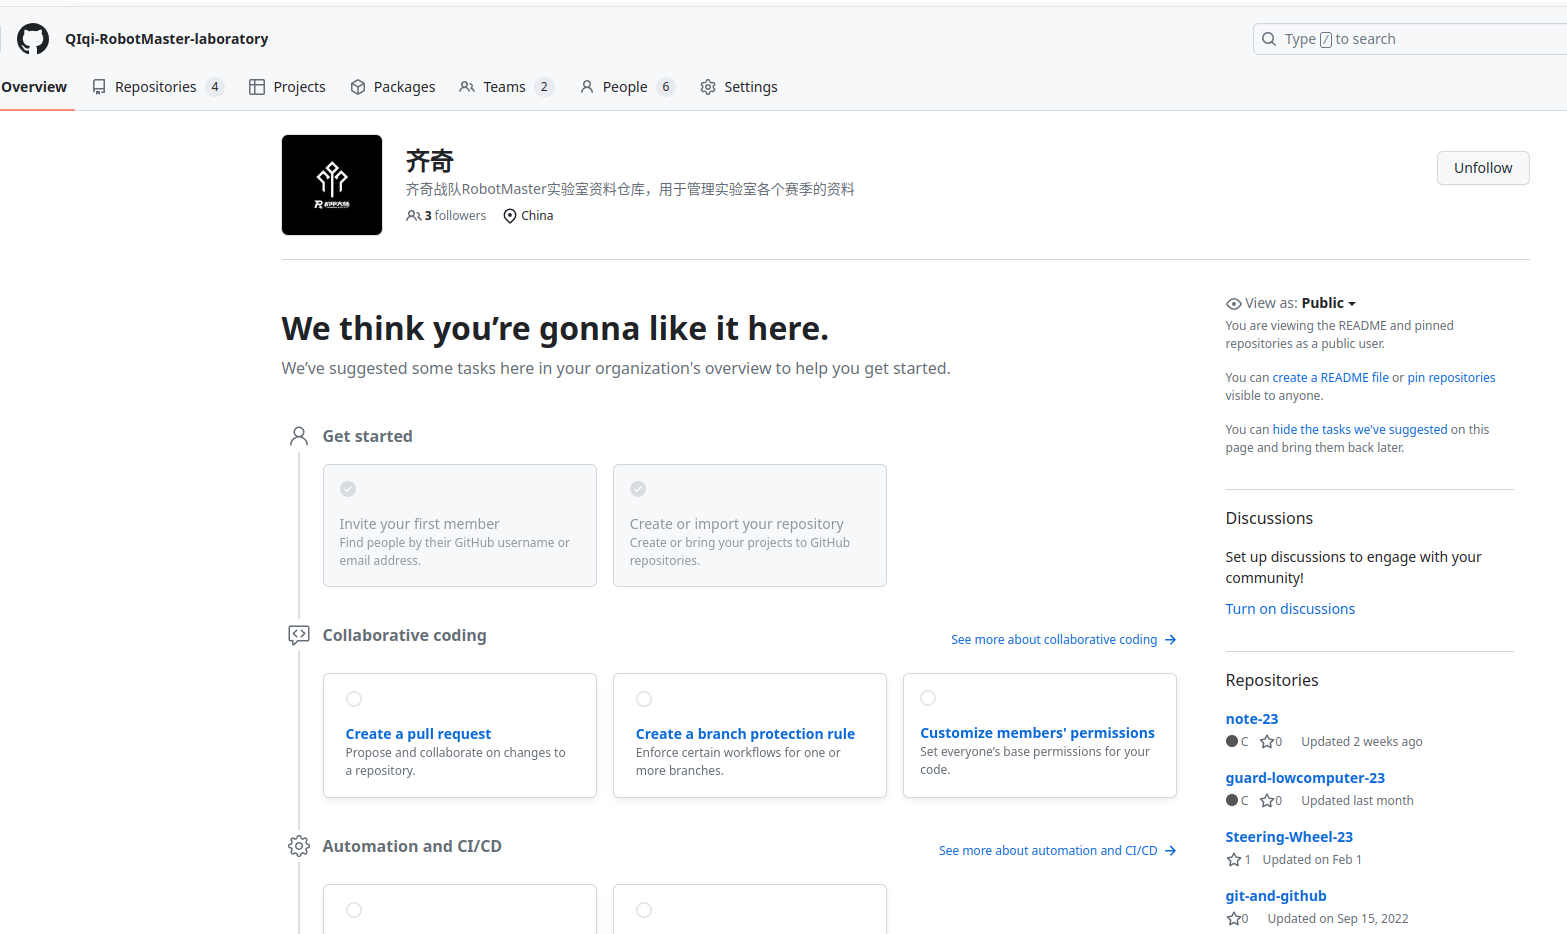 QIqi-RobotMaster-laboratory
Type / to search
Overview
Repositories 4
Projects
Packages
Teams 2
People 6
Settings
齐奇
齐奇战队RobotMaster实验室资料仓库，用于管理实验室各个赛季的资料
3 followers
China
Unfollow
We think you’re gonna like it here.
We’ve suggested some tasks here in your organization's overview to help you get started.
Get started
Invite your first member
Find people by their GitHub username or
email address.
Create or import your repository
Create or bring your projects to GitHub
repositories.
Collaborative coding
See more about collaborative coding
Create a pull request
Propose and collaborate on changes to
a repository.
Create a branch protection rule
Enforce certain workflows for one or
more branches.
Customize members' permissions
Set everyone’s base permissions for your
code.
Automation and CI/CD
See more about automation and CI/CD
View as: Public
You are viewing the README and pinned
repositories as a public user.
You can create a README file or pin repositories
visible to anyone.
You can hide the tasks we've suggested on this
page and bring them back later.
Discussions
Set up discussions to engage with your
community!
Turn on discussions
Repositories
note-23
C 0 Updated 2 weeks ago
guard-lowcomputer-23
C 0 Updated last month
Steering-Wheel-23
1 Updated on Feb 1
git-and-github
0 Updated on Sep 15, 2022